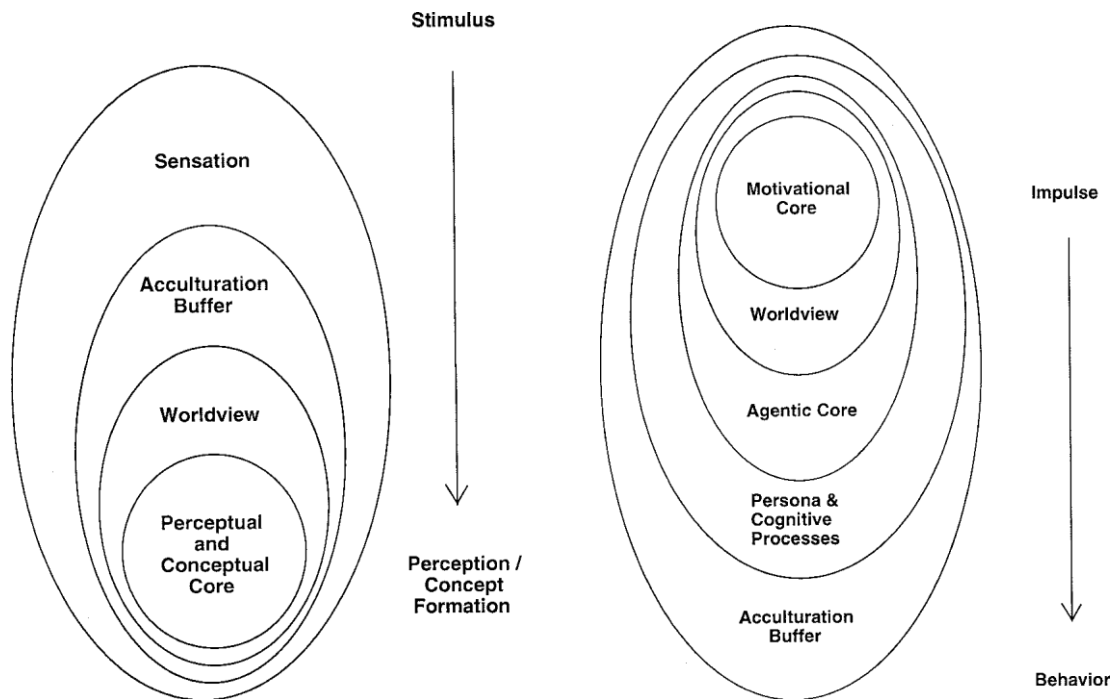 Stimulus
Sensation
Acculturation
Buffer
Worldview
Perceptual
and
Conceptual
Core
Perception /
Concept
Formation
Motivational
Core
Worldview
Agentic Core
Persona &
Cognitive
Processes
Acculturation
Buffer
Impulse
Behavior